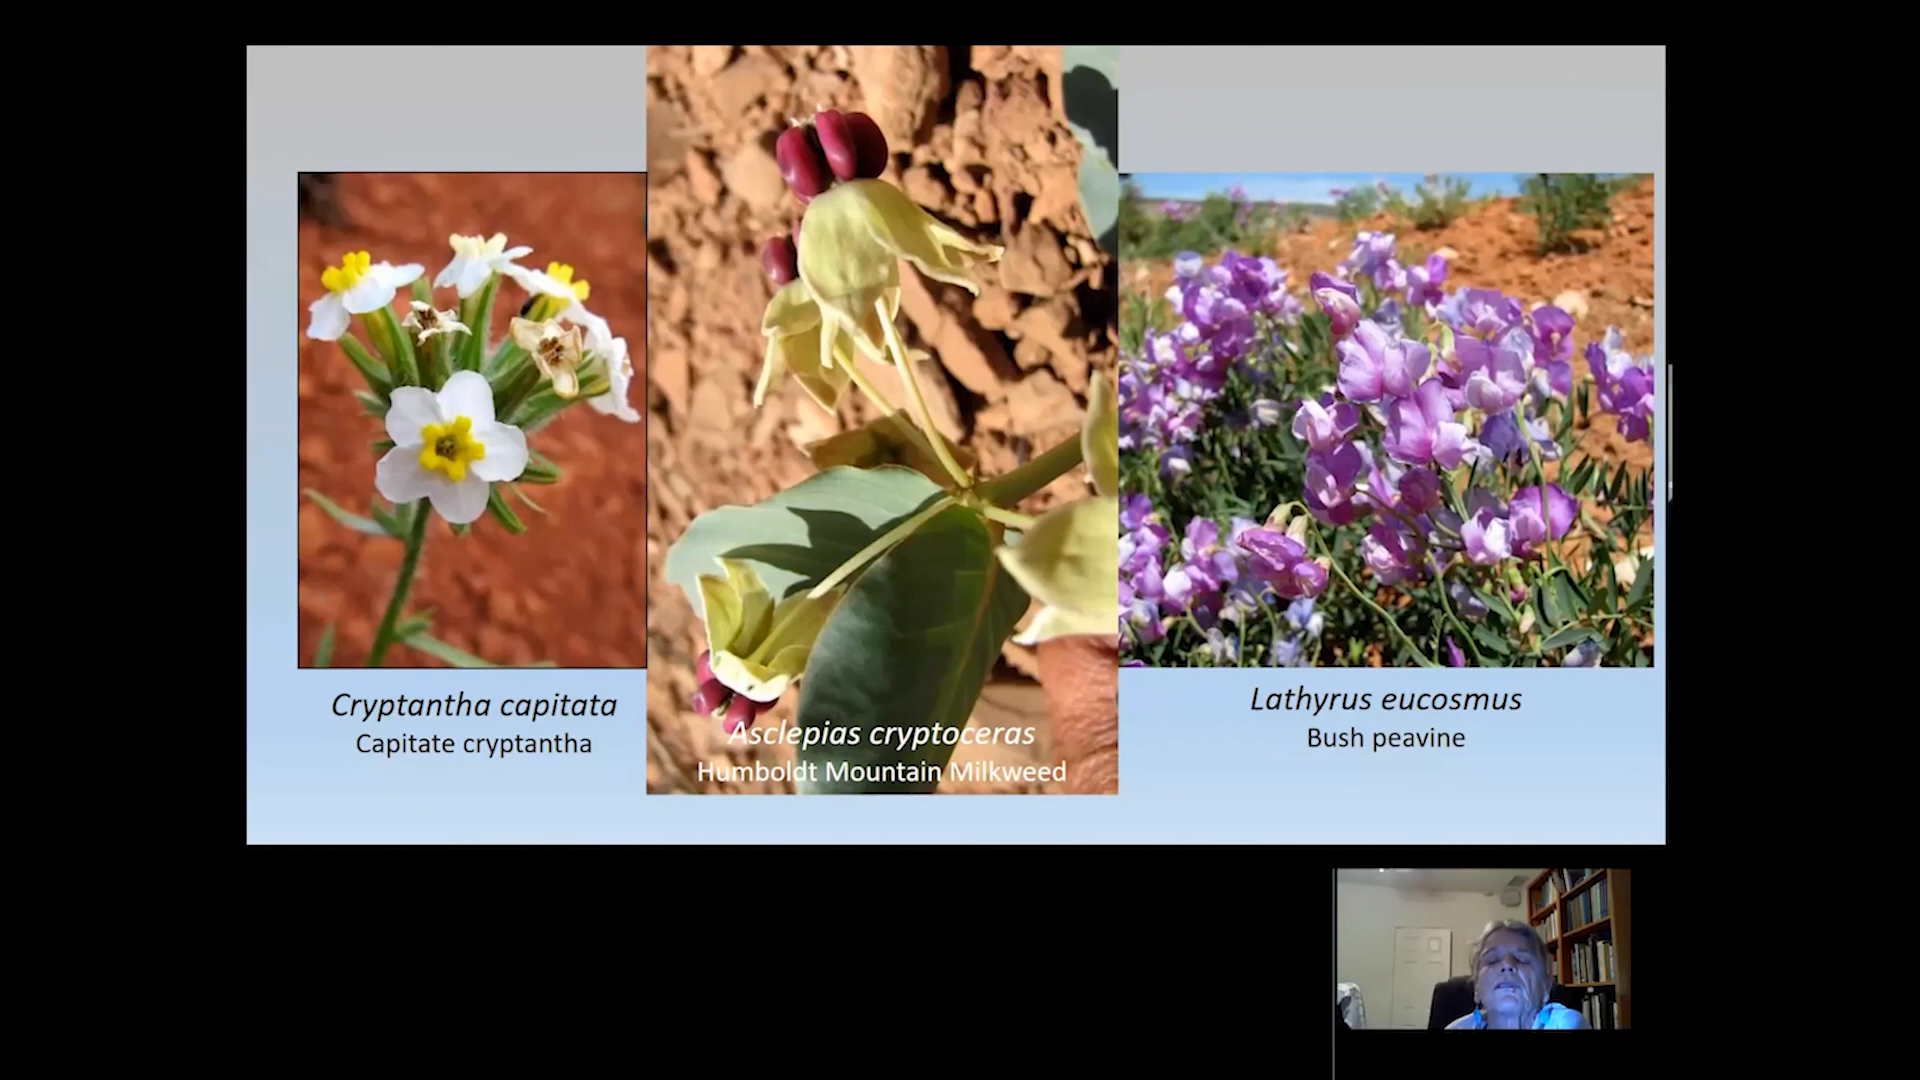 Cryptantha capitata
Capitate cryptantha
Asclepias cryptoceras
Humboldt Mountain Milkweed
Lathyrus eucosmus
Bush peavine